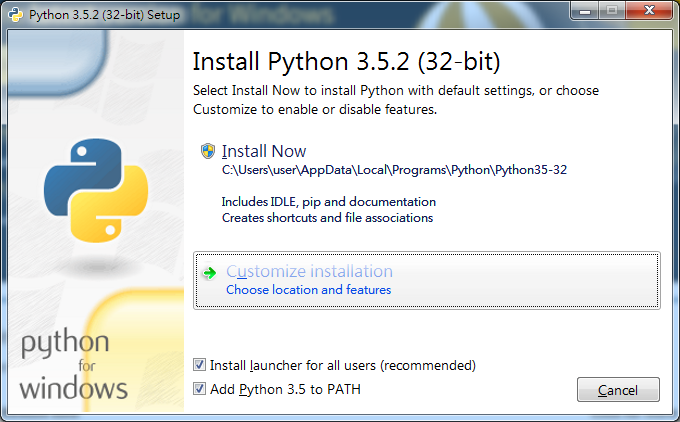 Python 3.5.2 (32-bit) Setup
for Windows
Install Python 3.5.2 (32-bit)
Select Install Now to install Python with default settings, or choose
Customize to enable or disable features.
Install Now
C:\Users\user\AppData\Local\Programs\Python\Python35-32
Includes IDLE, pip and documentation
Creates shortcuts and file associations
Customize installation
Choose location and features
python
for
windows
Install launcher for all users (recommended)
Add Python 3.5 to PATH
Cancel